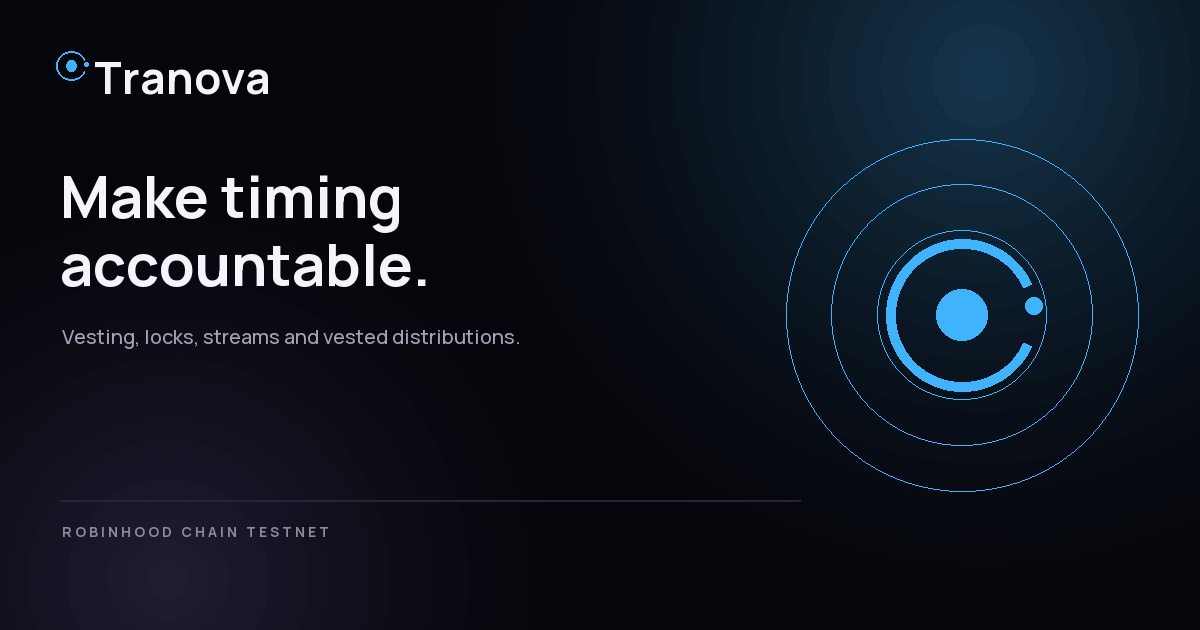 Tranova
Make timing
accountable.
Vesting, locks, streams and vested distributions.
ROBINHOOD CHAIN TESTNET